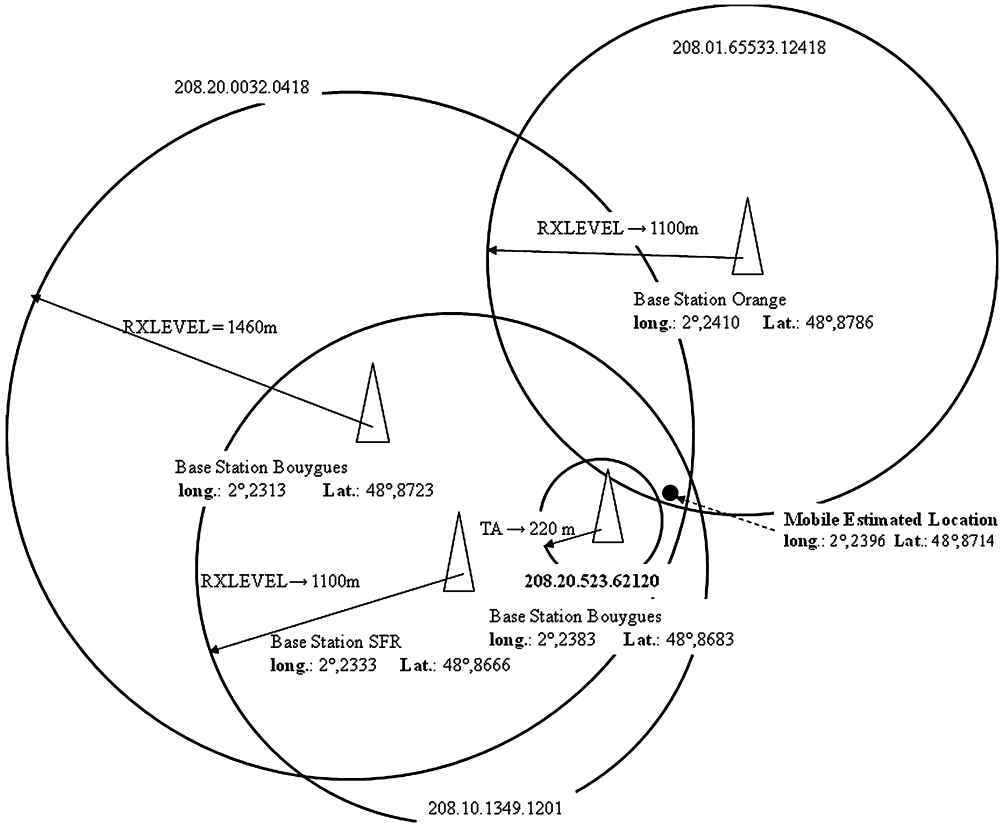 208.01.65533.12418
208.20.0032.0418
RXLEVEL → 1100m
Base Station Orange
long.: 2°,2410 Lat.: 48°,8786
RXLEVEL = 1460m
Base Station Bouygues
long.: 2°,2313 Lat.: 48°,8723
Mobile Estimated Location
long.: 2°,2396 Lat.: 48°,8714
TA → 220 m
208.20.523.62120
RXLEVEL → 1100m
Base Station Bouygues
long.: 2°,2383 Lat.: 48°,8683
Base Station SFR
long.: 2°,2333 Lat.: 48°,8666
208.10.1349.1201